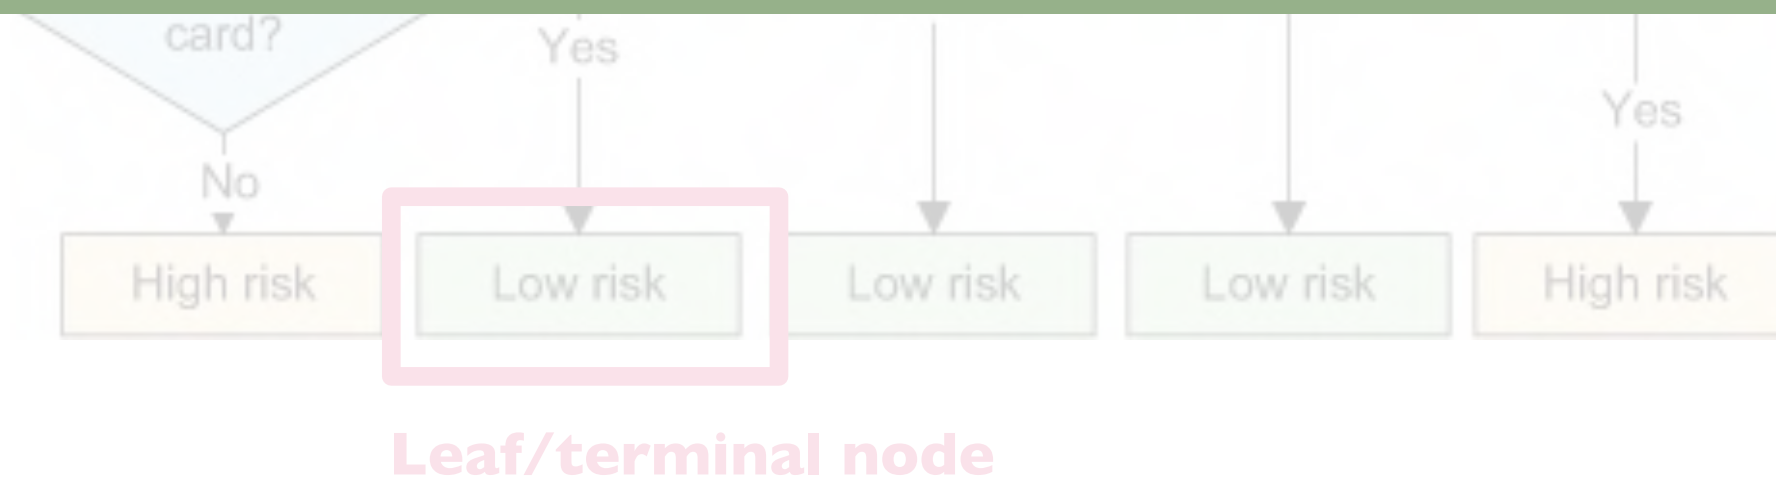 card?
Yes
Yes
No
High risk
Low risk
Low risk
Low risk
High risk
Leaf/terminal node